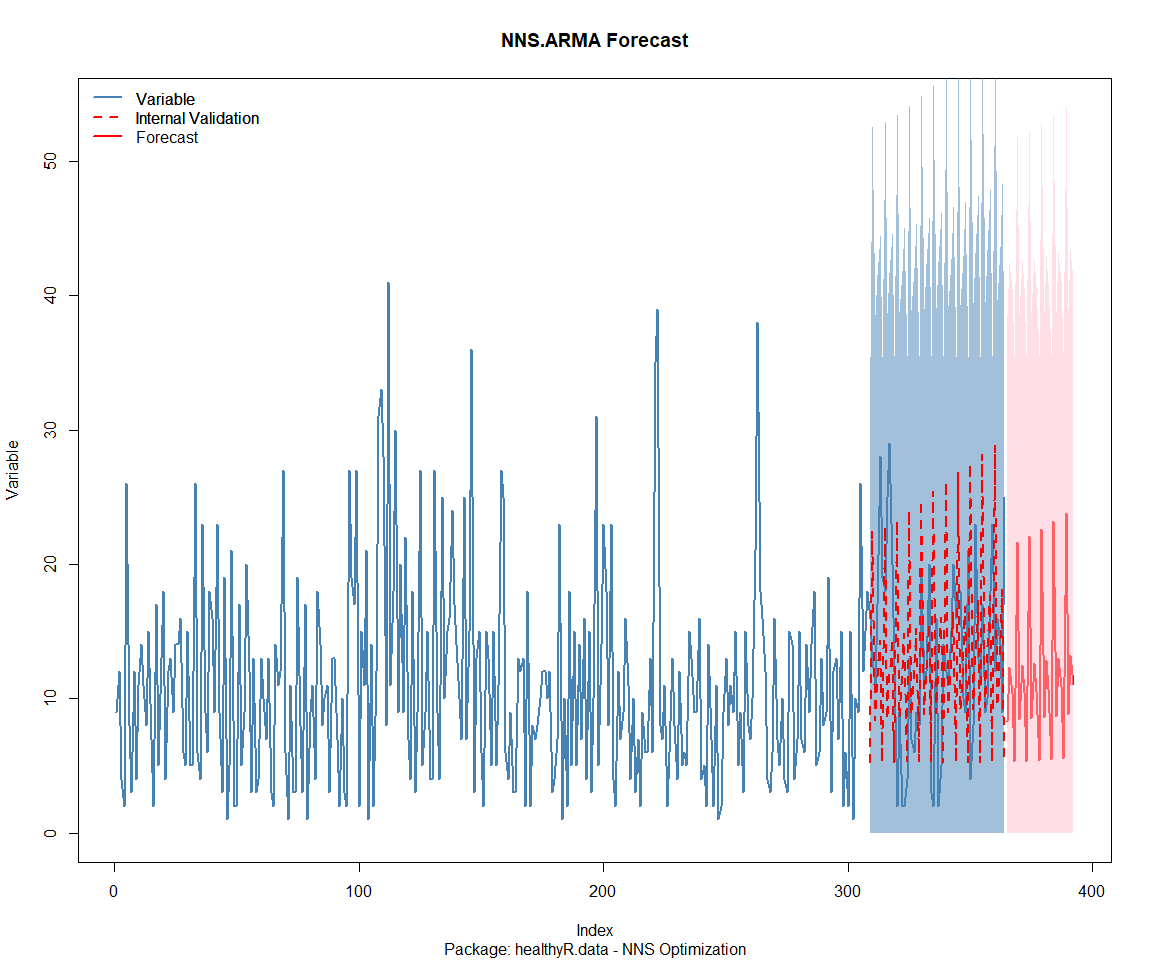 NNS.ARMA Forecast
Variable
Internal Validation
Forecast
50
40
30
20
10
0
Variable
0 100 200 300 400
Index
Package: healthyR.data - NNS Optimization